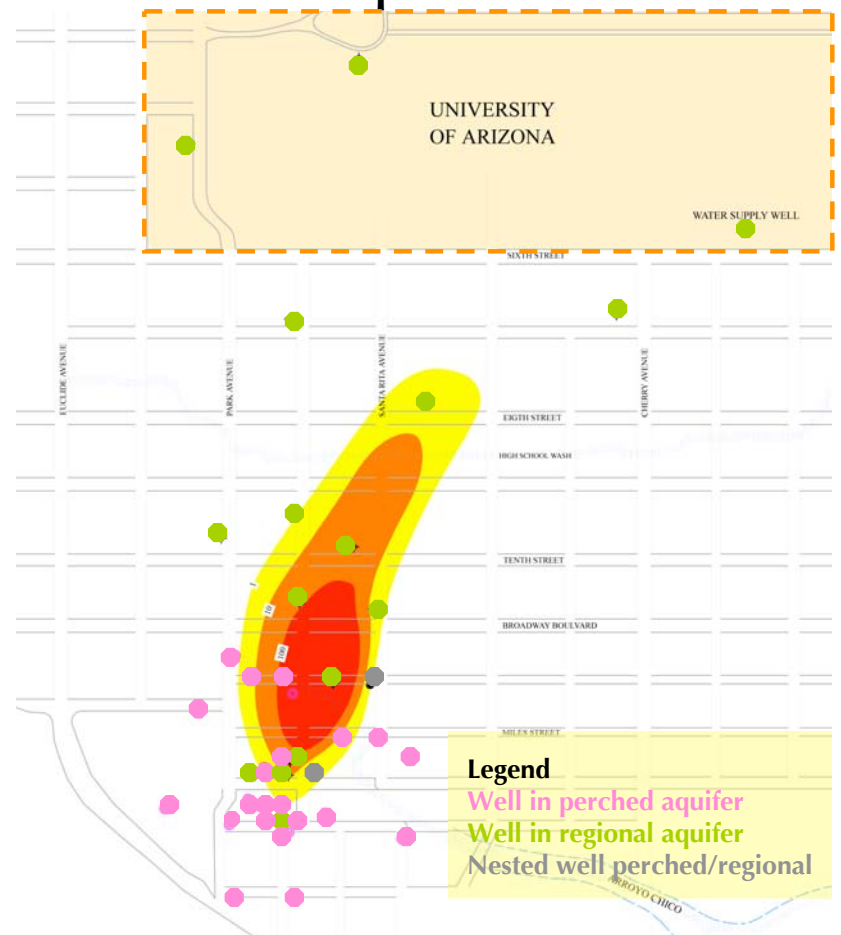 UNIVERSITY
OF ARIZONA
WATER SUPPLY WELL
SIXTH STREET
EUCLIDE AVENUE
PARK AVENUE
SANTA RITA AVENUE
CHERRY AVENUE
EIGTH STREET
HIGH SCHOOL WASH
TENTH STREET
1
10
BROADWAY BOULVARD
100
MILES STREET
Legend
Well in perched aquifer
Well in regional aquifer
Nested well perched/regional
ARROYO CHICO